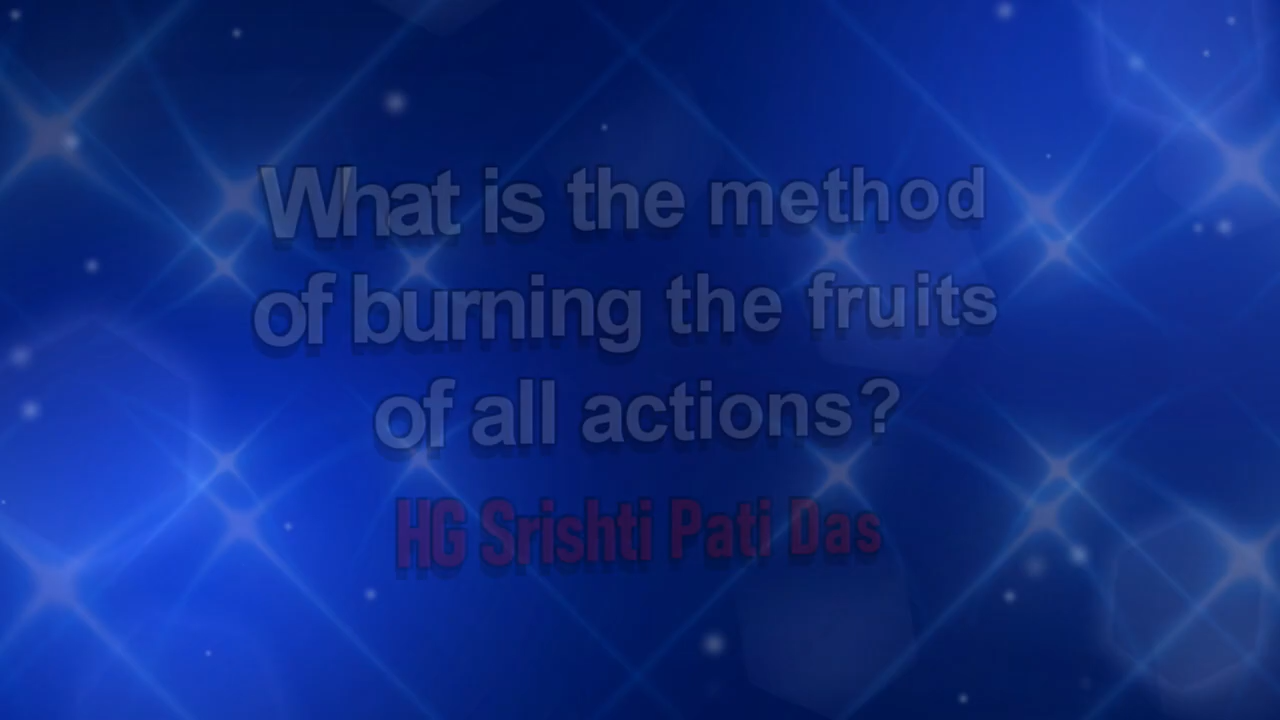 What is the method
of burning the fruits
of all actions?
HG Srishti Pati Das